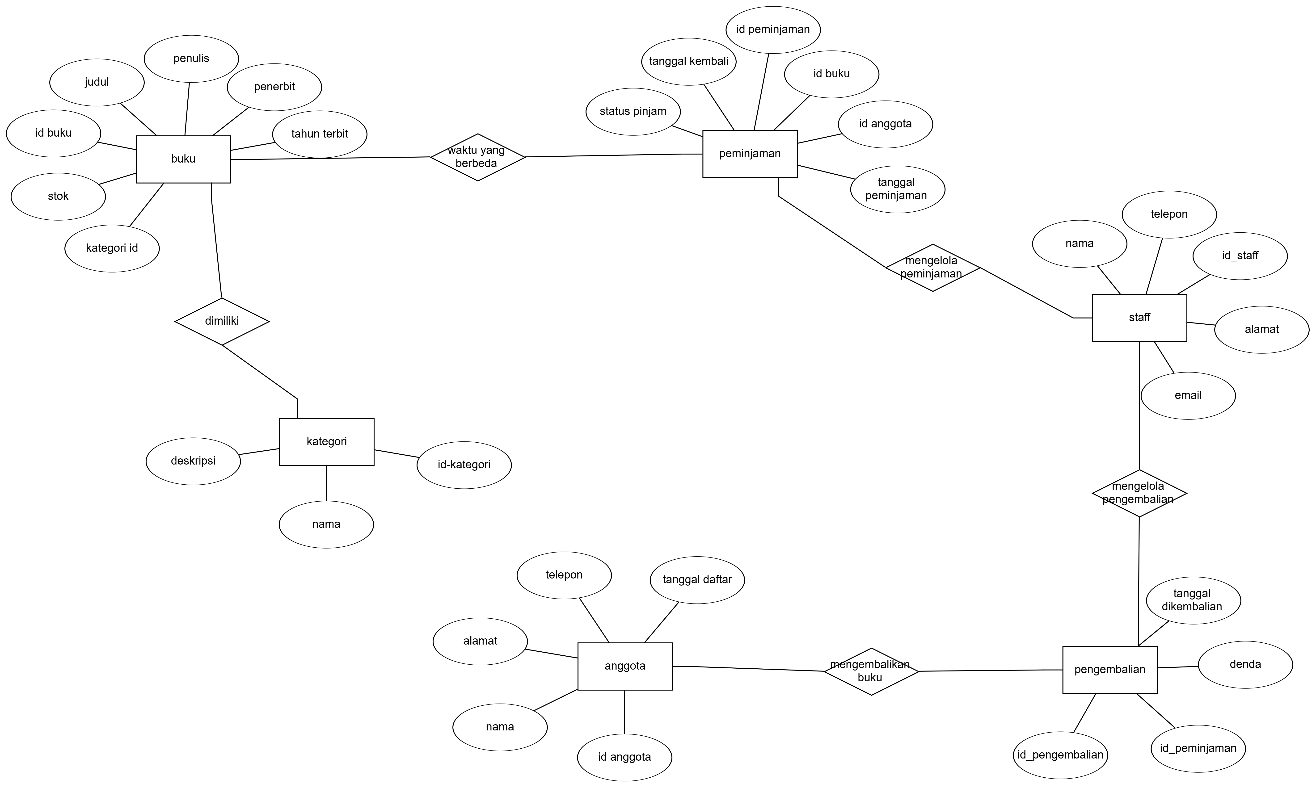 id peminjaman
penulis
tanggal kembali
judul
id buku
penerbit
status pinjam
id anggota
id buku
tahun terbit
buku
waktu yang
berbeda
peminjaman
tanggal
peminjaman
stok
kategori id
telepon
nama
id_staff
mengelola
peminjaman
staff
alamat
dimiliki
email
kategori
deskripsi
id-kategori
nama
mengelola
pengembalian
telepon
tanggal daftar
tanggal
dikembalian
alamat
anggota
mengembalikan
buku
pengembalian
denda
nama
id anggota
id_pengembalian
id_peminjaman